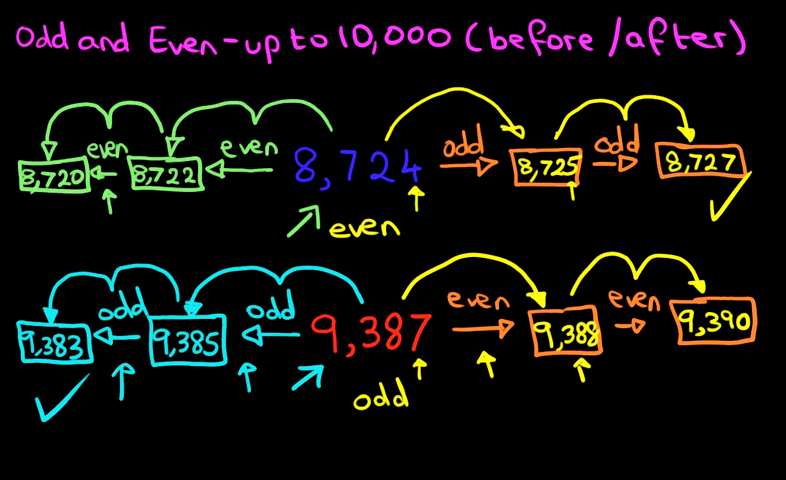 Odd and Even-up to 10,000 (before/after)
even even odd odd
8,720 8,722 8,724 8,725 8,727
even
odd odd even even
9,383 9,385 9,387 9,388 9,390
odd